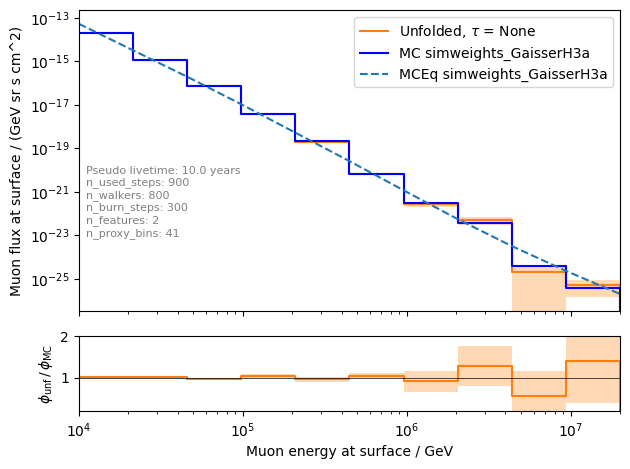 Unfolded, τ = None
MC simweights_GaisserH3a
MCEq simweights_GaisserH3a
Muon flux at surface / (GeV sr s cm^2)
10^−13
10^−15
10^−17
10^−19
10^−21
10^−23
10^−25
Pseudo livetime: 10.0 years
n_used_steps: 900
n_walkers: 800
n_burn_steps: 300
n_features: 2
n_proxy_bins: 41
ϕunf / ϕMC
2
1
10^4
10^5
10^6
10^7
Muon energy at surface / GeV